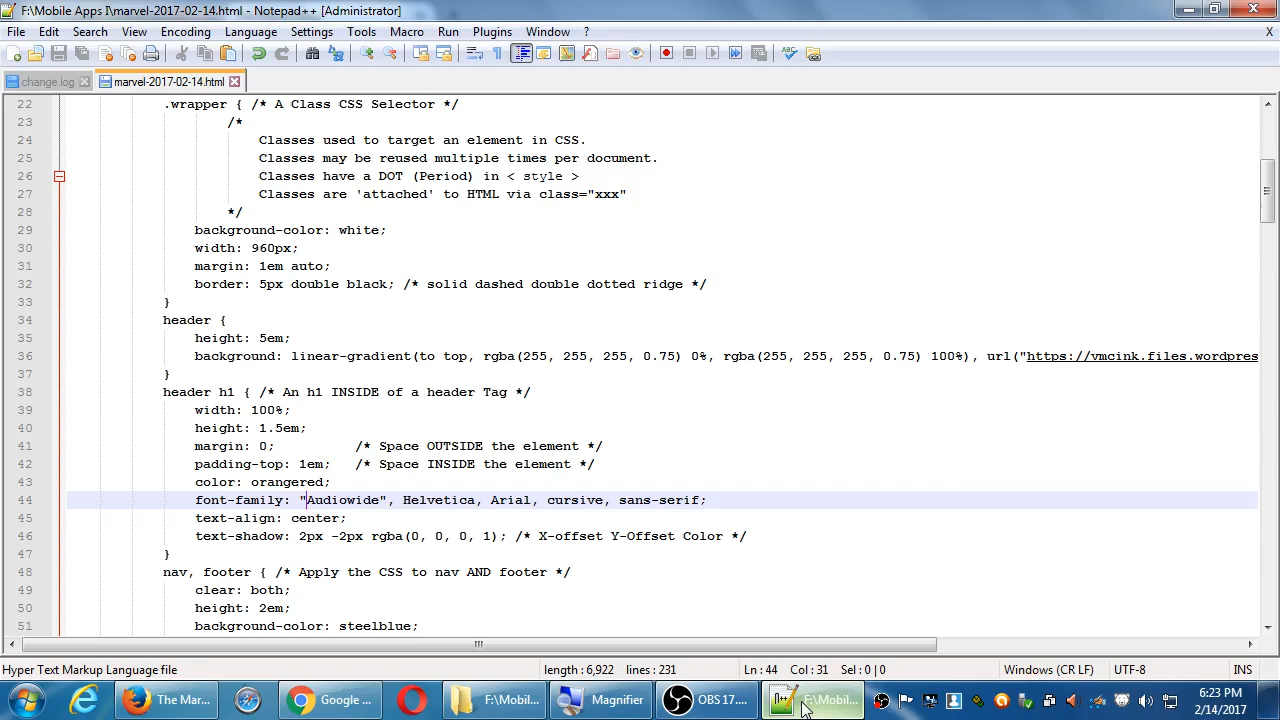 F:\Mobile Apps I\marvel-2017-02-14.html - Notepad++ [Administrator]
File Edit Search View Encoding Language Settings Tools Macro Run Plugins Window ? X
change.log marvel-2017-02-14.html
22 .wrapper { /* A Class CSS Selector */
23 /*
24 Classes used to target an element in CSS.
25 Classes may be reused multiple times per document.
26 Classes have a DOT (Period) in < style >
27 Classes are 'attached' to HTML via class="xxx"
28 */
29 background-color: white;
30 width: 960px;
31 margin: 1em auto;
32 border: 5px double black; /* solid dashed double dotted ridge */
33 }
34 header {
35 height: 5em;
36 background: linear-gradient(to top, rgba(255, 255, 255, 0.75) 0%, rgba(255, 255, 255, 0.75) 100%), url("https://vmcink.files.wordpres
37 }
38 header h1 { /* An h1 INSIDE of a header Tag */
39 width: 100%;
40 height: 1.5em;
41 margin: 0; /* Space OUTSIDE the element */
42 padding-top: 1em; /* Space INSIDE the element */
43 color: orangered;
44 font-family: "Audiowide", Helvetica, Arial, cursive, sans-serif;
45 text-align: center;
46 text-shadow: 2px -2px rgba(0, 0, 0, 1); /* X-offset Y-Offset Color */
47 }
48 nav, footer { /* Apply the CSS to nav AND footer */
49 clear: both;
50 height: 2em;
51 background-color: steelblue;
Hyper Text Markup Language file length : 6,922 lines : 231 Ln : 44 Col : 31 Sel : 0 | 0 Windows (CR LF) UTF-8 INS
The Mar... Google ... F:\Mobil... Magnifier OBS 17.... F:\Mobil... 6:23 PM
2/14/2017